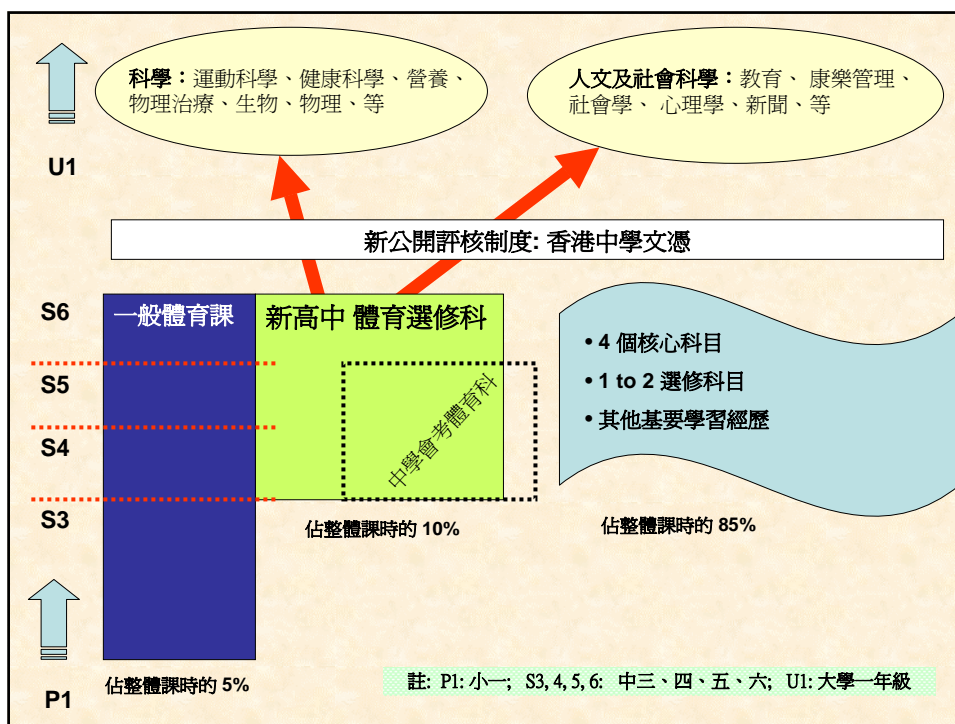 科學：運動科學、健康科學、營養、
物理治療、生物、物理、等
人文及社會科學：教育、 康樂管理、
社會學、 心理學、新聞、等
U1
新公開評核制度: 香港中學文憑
S6
一般體育課
新高中 體育選修科
• 4 個核心科目
• 1 to 2 選修科目
• 其他基要學習經歷
S5
中學會考體育科
S4
S3
佔整體課時的 10%
佔整體課時的 85%
佔整體課時的 5%
P1
註: P1: 小一; S3, 4, 5, 6: 中三、四、五、六; U1: 大學一年級